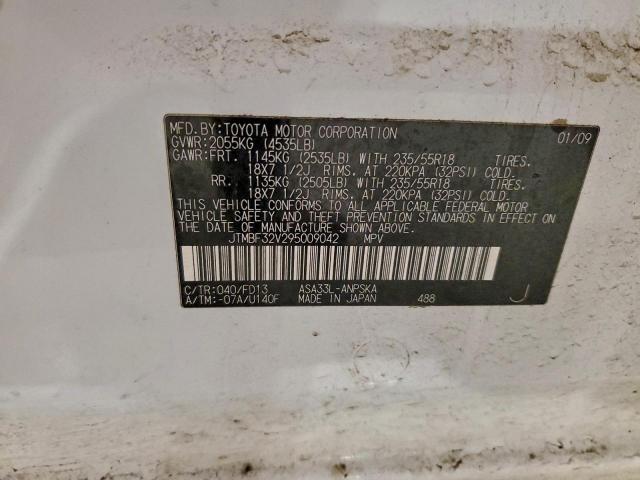 MFD.BY:TOYOTA MOTOR CORPORATION 01/09
GVWR:2055KG (4535LB)
GAWR:FRT. 1145KG (2535LB) WITH 235/55R18 TIRES.
18X7 1/2J RIMS. AT 220KPA (32PSI) COLD
RR. 1135KG (2505LB) WITH 235/55R18 TIRES.
18X7 1/2J RIMS. AT 220KPA (32PSI) COLD
THIS VEHICLE CONFORMS TO ALL APPLICABLE FEDERAL MOTOR
VEHICLE SAFETY AND THEFT PREVENTION STANDARDS IN EFFECT ON
THE DATE OF MANUFACTURE SHOWN ABOVE.
JTMBF32V295009042 MPV
C/TR:040/FD13 ASA33L-ANPSKA
A/TM:-07A/U140F MADE IN JAPAN 488 J